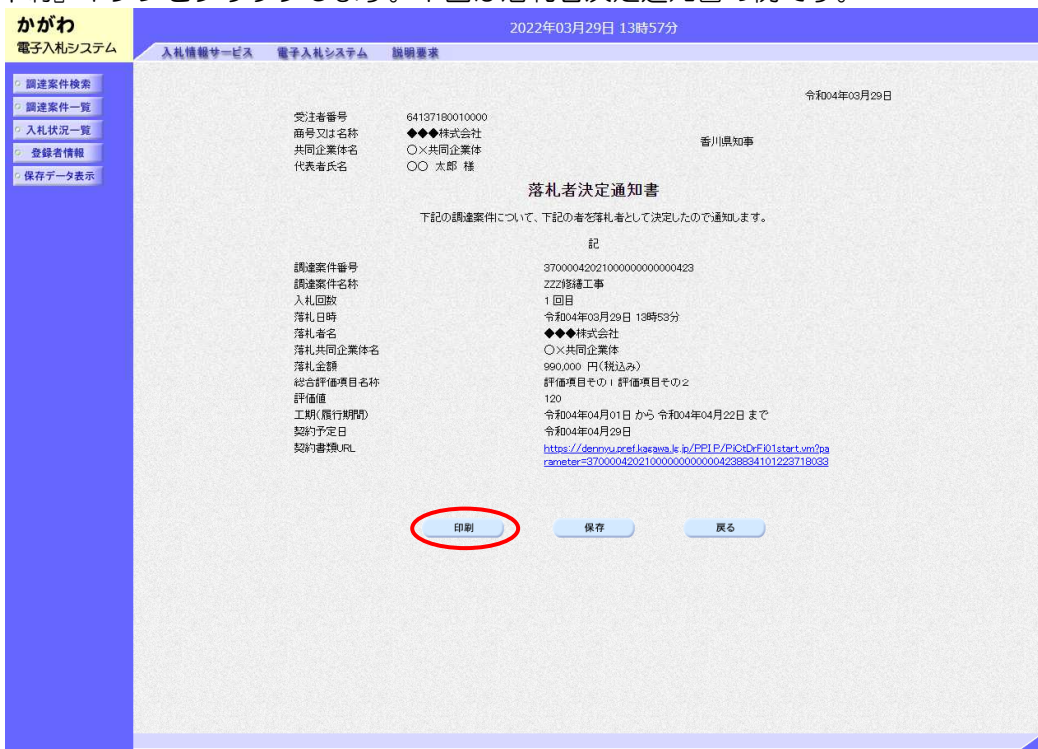 かがわ
電子入札システム
2022年03月29日 13時57分
入札情報サービス 電子入札システム 説明要求
調達案件検索
調達案件一覧
入札状況一覧
登録者情報
保存データ表示
令和04年03月29日
受注者番号 64137180010000
商号又は名称 ◆◆◆株式会社
共同企業体名 〇×共同企業体
代表者氏名 〇〇 太郎 様
香川県知事
落札者決定通知書
下記の調達案件について、下記の者を落札者として決定したので通知します。
記
調達案件番号 3700004202100000000000423
調達案件名称 ZZZ修繕工事
入札回数 1 回目
落札日時 令和04年03月29日 13時53分
落札者名 ◆◆◆株式会社
落札共同企業体名 〇×共同企業体
落札金額 990,000 円(税込み)
総合評価項目名称 評価項目その1 評価項目その2
評価値 120
工期(履行期間) 令和04年04月01日 から 令和04年04月22日 まで
契約予定日 令和04年04月29日
契約書類URL https://dennyu.pref.kagawa.lg.jp/PPIP/PiCtDrFi01start.vm?pa
rameter=37000042021000000000004238834101223718033
印刷 保存 戻る